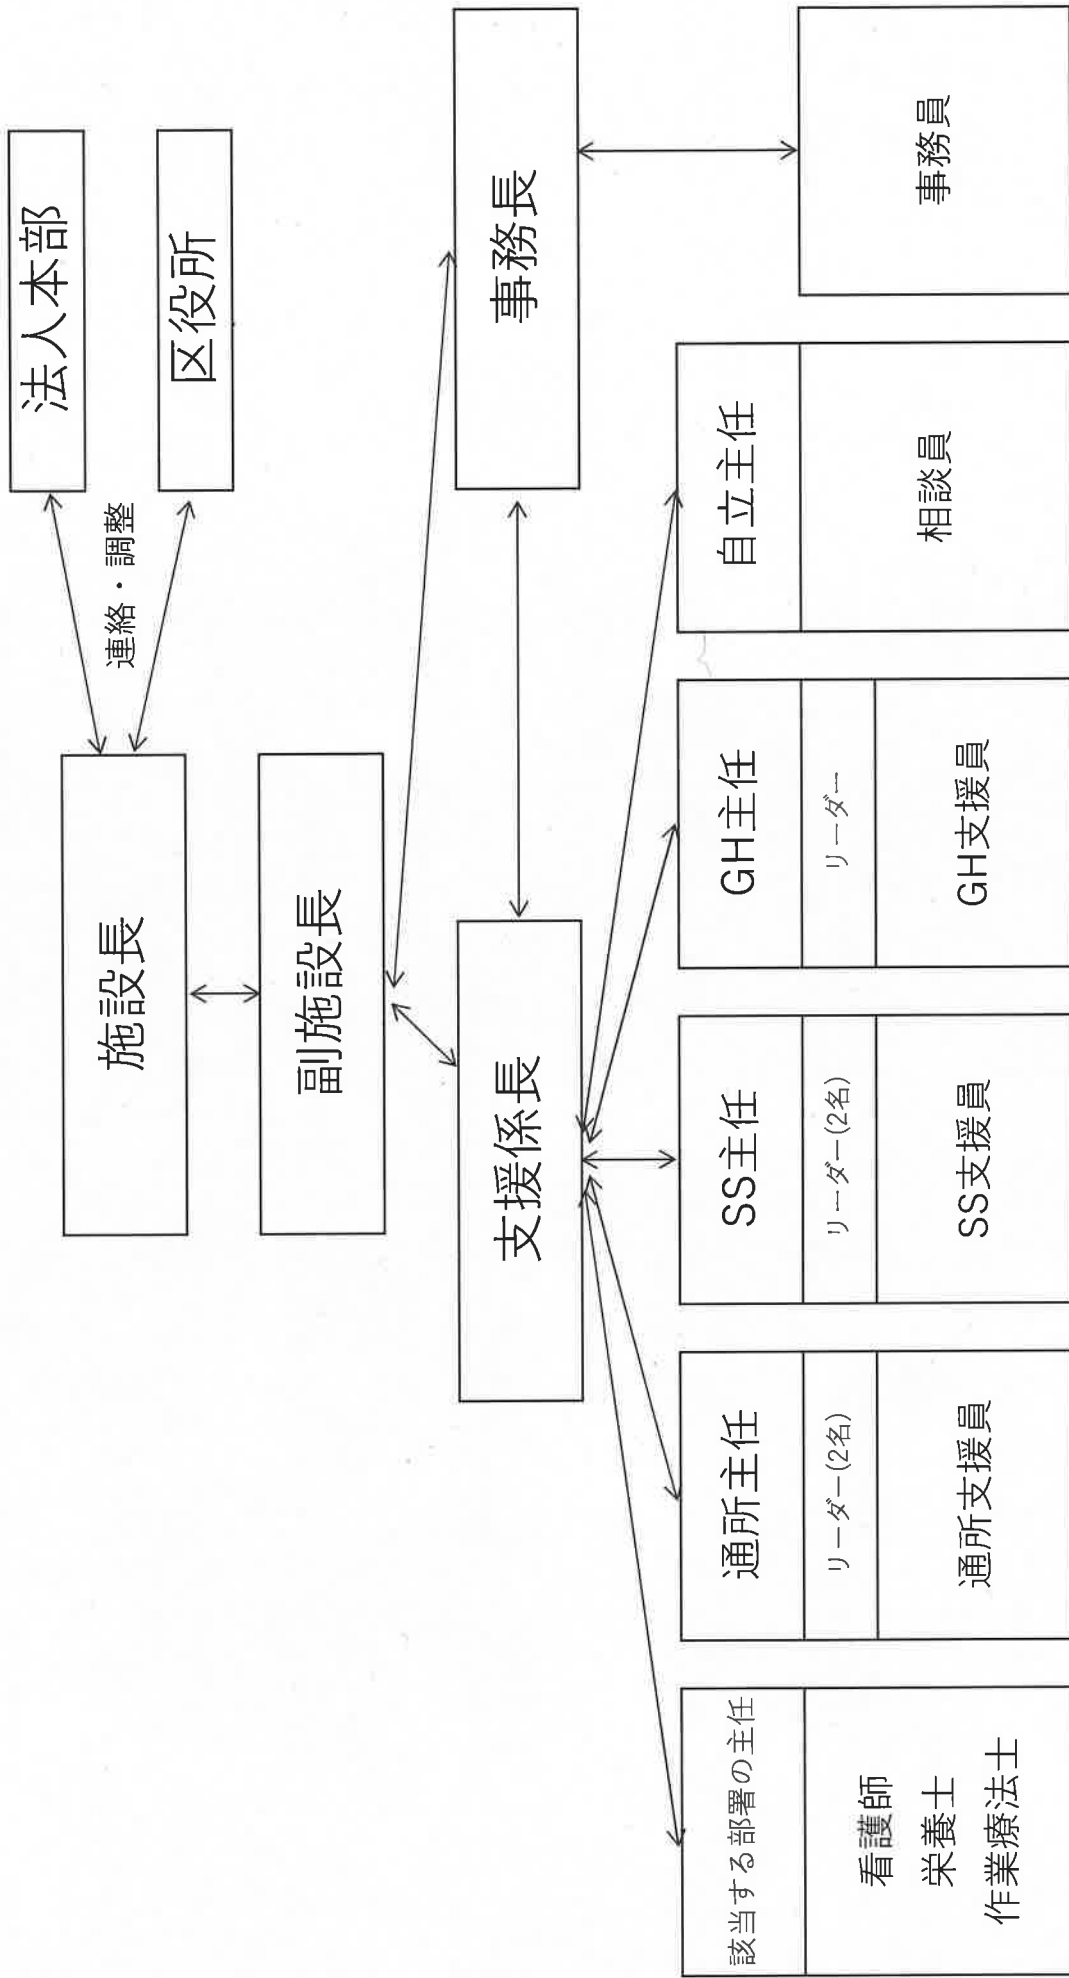 法人本部
区役所
連絡・調整
施設長
副施設長
支援係長
事務長
該当する部署の主任
看護師
栄養士
作業療法士
通所主任
リーダー(2名)
通所支援員
SS主任
リーダー(2名)
SS支援員
GH主任
リーダー
GH支援員
自立主任
相談員
事務員